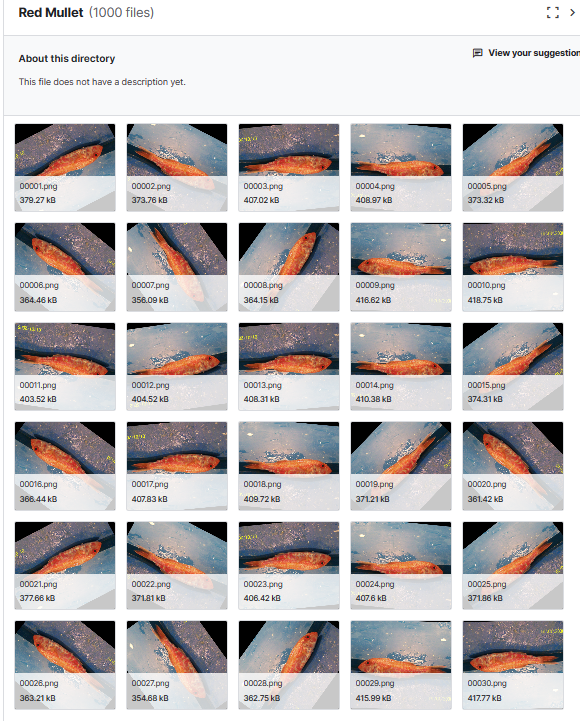 Red Mullet (1000 files)
View your suggestion
About this directory
This file does not have a description yet.
00001.png 00002.png 00003.png 00004.png 00005.png
379.27 kB 373.76 kB 407.02 kB 408.97 kB 373.32 kB
00006.png 00007.png 00008.png 00009.png 00010.png
364.46 kB 356.09 kB 364.15 kB 416.62 kB 418.75 kB
00011.png 00012.png 00013.png 00014.png 00015.png
403.52 kB 404.52 kB 408.31 kB 410.38 kB 374.31 kB
00016.png 00017.png 00018.png 00019.png 00020.png
366.44 kB 407.83 kB 409.72 kB 371.21 kB 361.42 kB
00021.png 00022.png 00023.png 00024.png 00025.png
377.66 kB 371.81 kB 406.42 kB 407.6 kB 371.86 kB
00026.png 00027.png 00028.png 00029.png 00030.png
363.21 kB 354.68 kB 362.75 kB 415.99 kB 417.77 kB